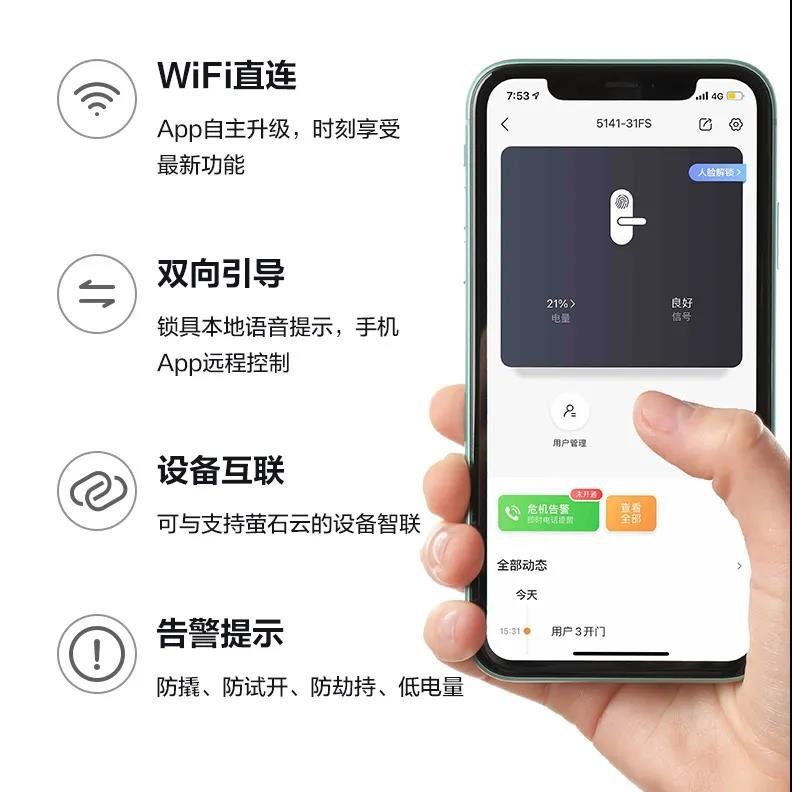 WiFi直连
App自主升级，时刻享受
最新功能
双向引导
锁具本地语音提示，手机
App远程控制
设备互联
可与支持萤石云的设备智联
告警提示
防撬、防试开、防劫持、低电量
7:53
4G
5141-31FS
人脸解锁
21%
良好
电量
信号
用户管理
未开通
危机告警
即时电话提醒
查看
全部
全部动态
今天
15:31
用户3开门